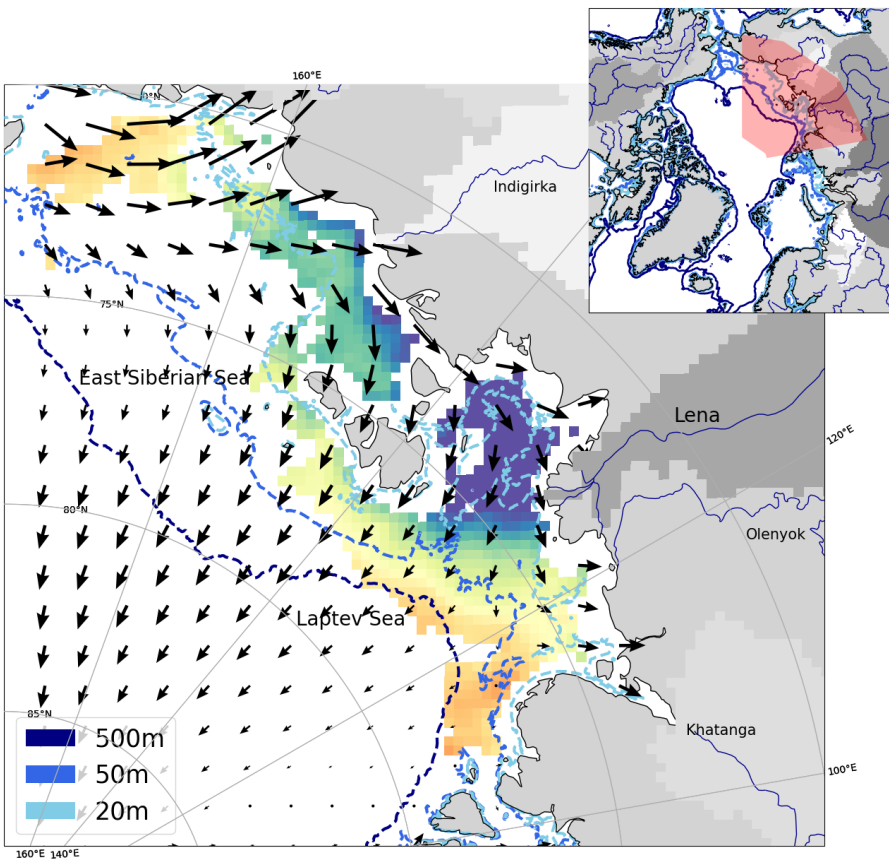 160°E
Indigirka
75°N
East Siberian Sea
Lena
120°E
80°N
Olenyok
Laptev Sea
85°N
Khatanga
500m
50m
20m
100°E
160°E 140°E